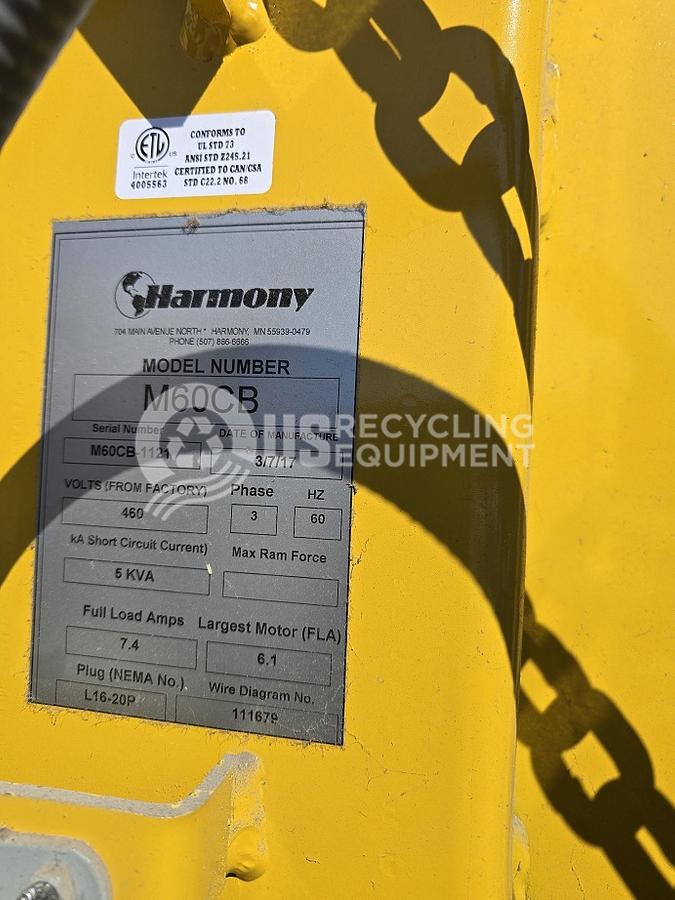 CONFORMS TO
UL STD 73
ANSI STD Z245.21
CERTIFIED TO CAN/CSA
STD C22.2 NO. 68
ETL
C US
Intertek
4005563
Harmony
704 MAIN AVENUE NORTH * HARMONY, MN 55939-0479
PHONE (507) 886-6666
MODEL NUMBER
M60CB
Serial Number DATE OF MANUFACTURE
M60CB-1121 3/7/17
US RECYCLING
EQUIPMENT
VOLTS (FROM FACTORY) Phase HZ
460 3 60
kA Short Circuit Current) Max Ram Force
5 KVA
Full Load Amps Largest Motor (FLA)
7.4 6.1
Plug (NEMA No.) Wire Diagram No.
L16-20P 111679